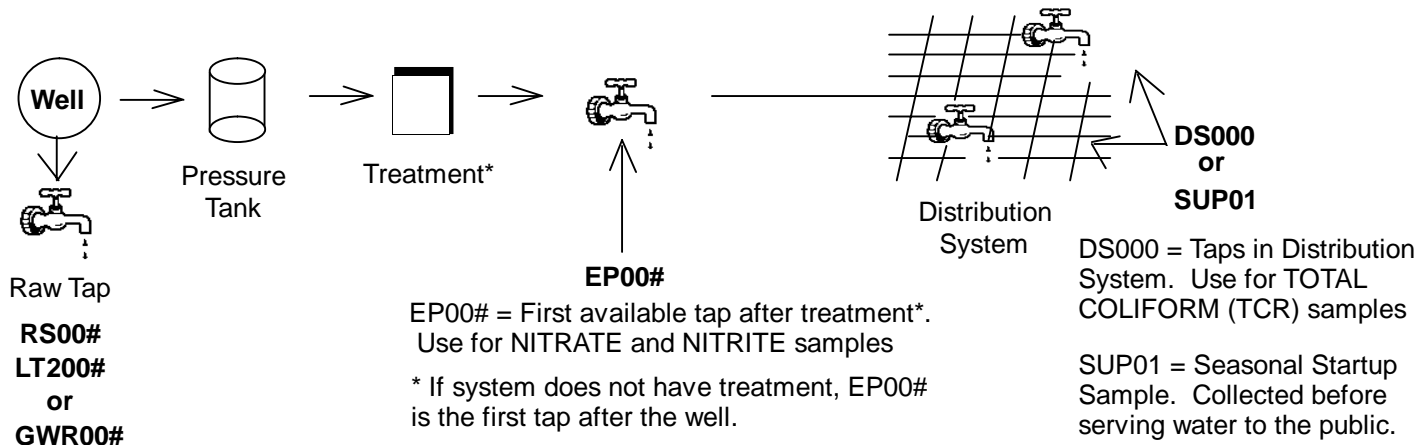 Well
Pressure
Tank
Treatment*
Raw Tap
RS00#
LT200#
or
GWR00#
EP00#
EP00# = First available tap after treatment*.
Use for NITRATE and NITRITE samples
* If system does not have treatment, EP00#
is the first tap after the well.
Distribution
System
DS000
or
SUP01
DS000 = Taps in Distribution
System. Use for TOTAL
COLIFORM (TCR) samples
SUP01 = Seasonal Startup
Sample. Collected before
serving water to the public.